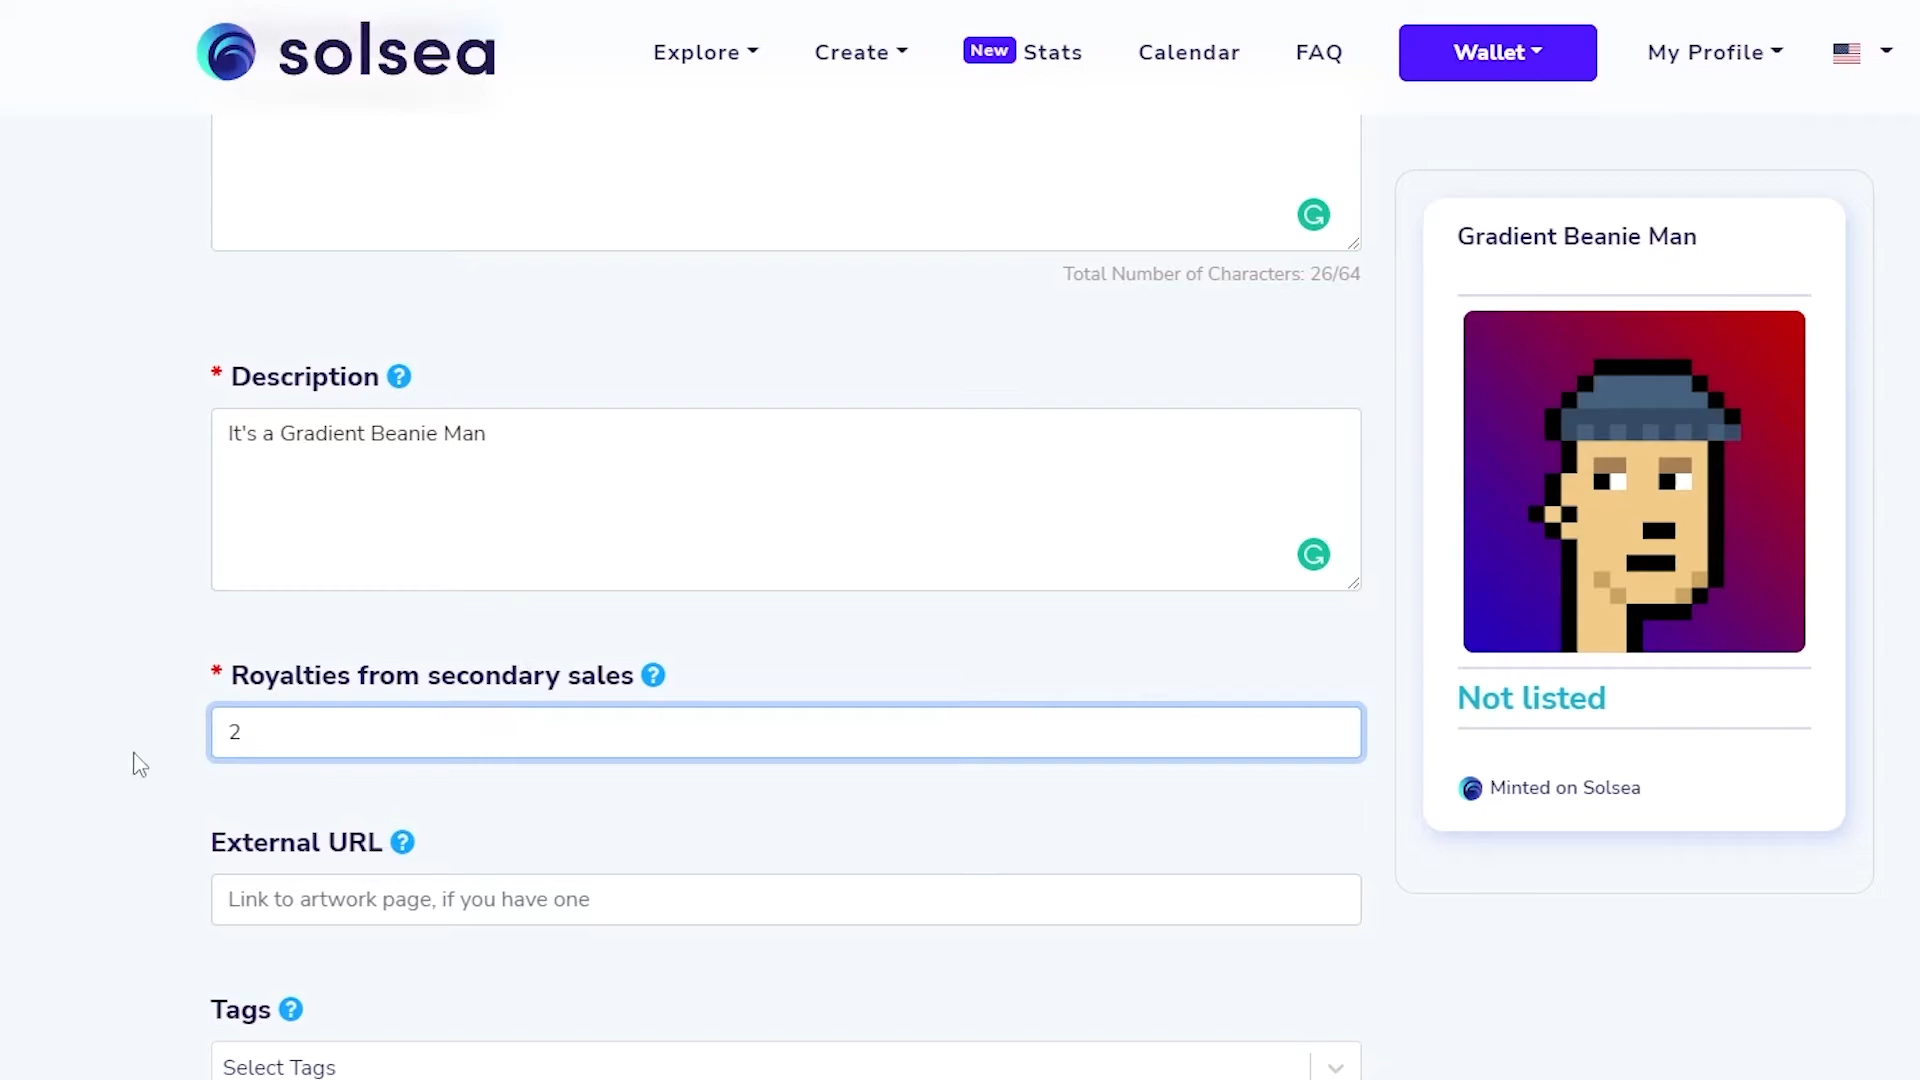 solsea
Explore
Create
New Stats
Calendar
FAQ
Wallet
My Profile
Total Number of Characters: 26/64
* Description ?
It's a Gradient Beanie Man
* Royalties from secondary sales ?
2
External URL ?
Link to artwork page, if you have one
Tags ?
Select Tags
Gradient Beanie Man
Not listed
Minted on Solsea